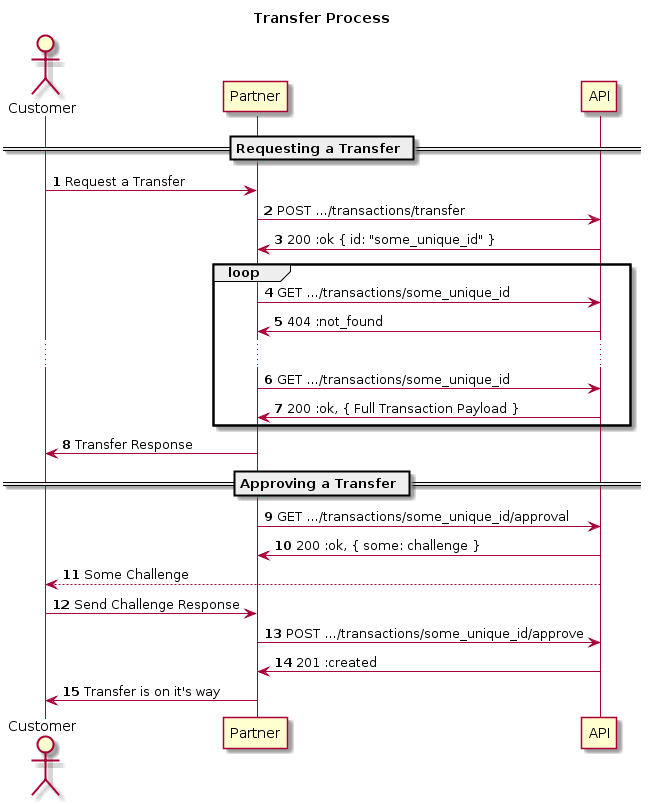 Transfer Process
Customer
Partner
API
Requesting a Transfer
1 Request a Transfer
2 POST .../transactions/transfer
3 200 :ok { id: "some_unique_id" }
loop
4 GET .../transactions/some_unique_id
5 404 :not_found
6 GET .../transactions/some_unique_id
7 200 :ok, { Full Transaction Payload }
8 Transfer Response
Approving a Transfer
9 GET .../transactions/some_unique_id/approval
10 200 :ok, { some: challenge }
11 Some Challenge
12 Send Challenge Response
13 POST .../transactions/some_unique_id/approve
14 201 :created
15 Transfer is on it's way
Customer
Partner
API